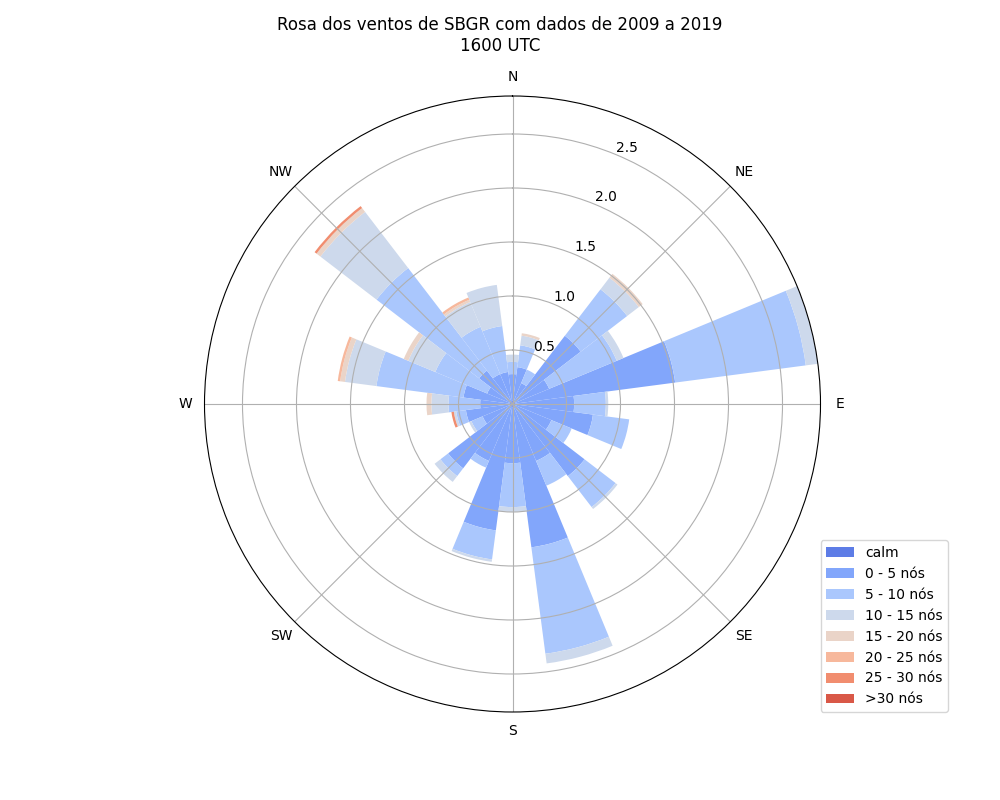 Rosa dos ventos de SBGR com dados de 2009 a 2019
1600 UTC
N
NW
NE
2.5
2.0
1.5
1.0
0.5
W
E
SW
SE
S
calm
0 - 5 nós
5 - 10 nós
10 - 15 nós
15 - 20 nós
20 - 25 nós
25 - 30 nós
>30 nós